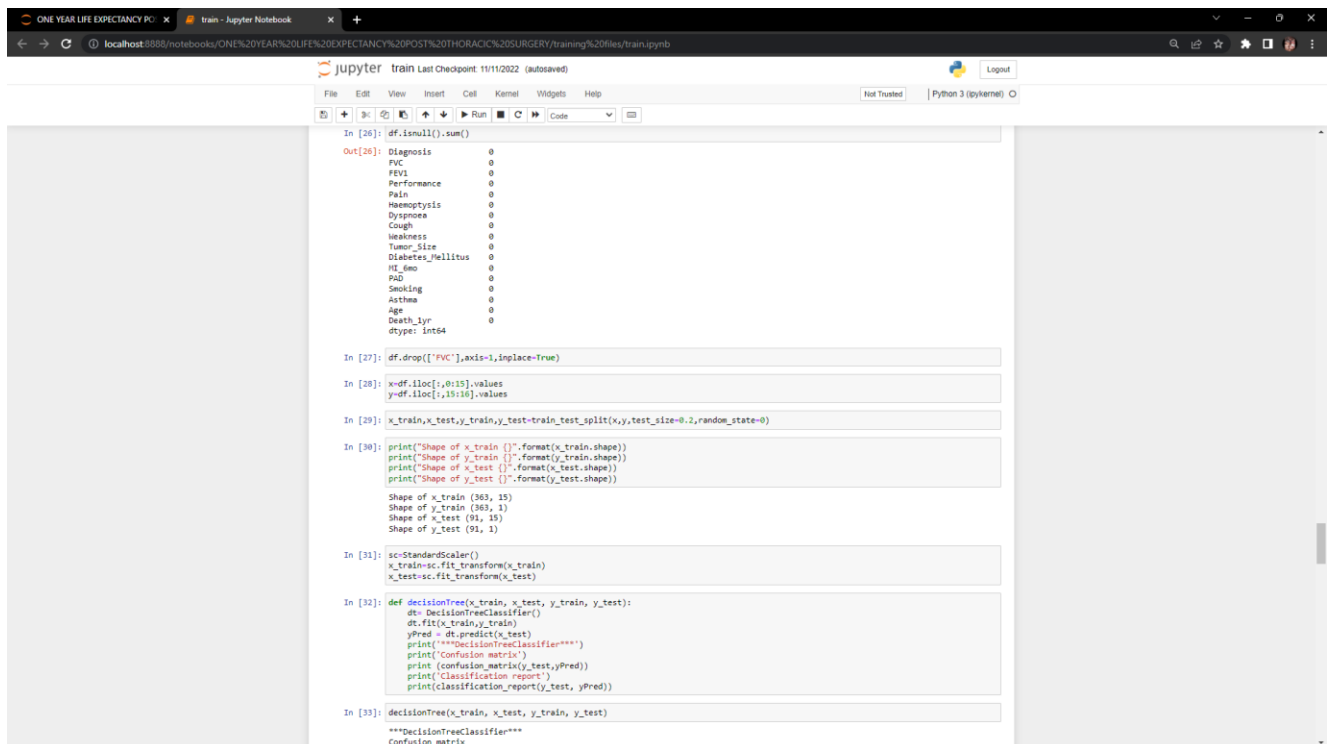 ONE YEAR LIFE EXPECTANCY PO
train - Jupyter Notebook
localhost:8888/notebooks/ONE%20YEAR%20LIFE%20EXPECTANCY%20POST%20THORACIC%20SURGERY/training%20files/train.ipynb
jupyter train Last Checkpoint: 11/11/2022 (autosaved)
Logout
File Edit View Insert Cell Kernel Widgets Help
Not Trusted
Python 3 (ipykernel)
Run
Code
In [26]: df.isnull().sum()
Out[26]: Diagnosis 0
FVC 0
FEV1 0
Performance 0
Pain 0
Haemoptysis 0
Dyspnoea 0
Cough 0
Weakness 0
Tumor_Size 0
Diabetes_Mellitus 0
MI_6mo 0
PAD 0
Smoking 0
Asthma 0
Age 0
Death_1yr 0
dtype: int64
In [27]: df.drop(['FVC'],axis=1,inplace=True)
In [28]: x=df.iloc[:,0:15].values
y=df.iloc[:,15:16].values
In [29]: x_train,x_test,y_train,y_test=train_test_split(x,y,test_size=0.2,random_state=0)
In [30]: print("Shape of x_train {}".format(x_train.shape))
print("Shape of y_train {}".format(y_train.shape))
print("Shape of x_test {}".format(x_test.shape))
print("Shape of y_test {}".format(y_test.shape))
Shape of x_train (363, 15)
Shape of y_train (363, 1)
Shape of x_test (91, 15)
Shape of y_test (91, 1)
In [31]: sc=StandardScaler()
x_train=sc.fit_transform(x_train)
x_test=sc.fit_transform(x_test)
In [32]: def decisionTree(x_train, x_test, y_train, y_test):
dt= DecisionTreeClassifier()
dt.fit(x_train,y_train)
yPred = dt.predict(x_test)
print('***DecisionTreeClassifier***')
print('Confusion matrix')
print (confusion_matrix(y_test,yPred))
print('Classification report')
print(classification_report(y_test, yPred))
In [33]: decisionTree(x_train, x_test, y_train, y_test)
***DecisionTreeClassifier***
Confusion matrix